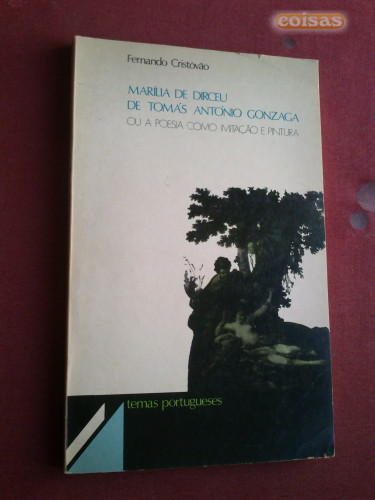 coisas
Fernando Cristóvão
MARÍLIA DE DIRCEU
DE TOMÁS ANTÓNIO GONZAGA
OU A POESIA COMO IMITAÇÃO E PINTURA
temas portugueses